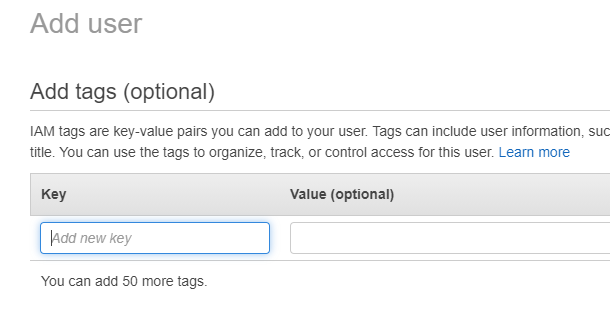 Add user
Add tags (optional)
IAM tags are key-value pairs you can add to your user. Tags can include user information, suc
title. You can use the tags to organize, track, or control access for this user. Learn more
Key Value (optional)
Add new key
You can add 50 more tags.